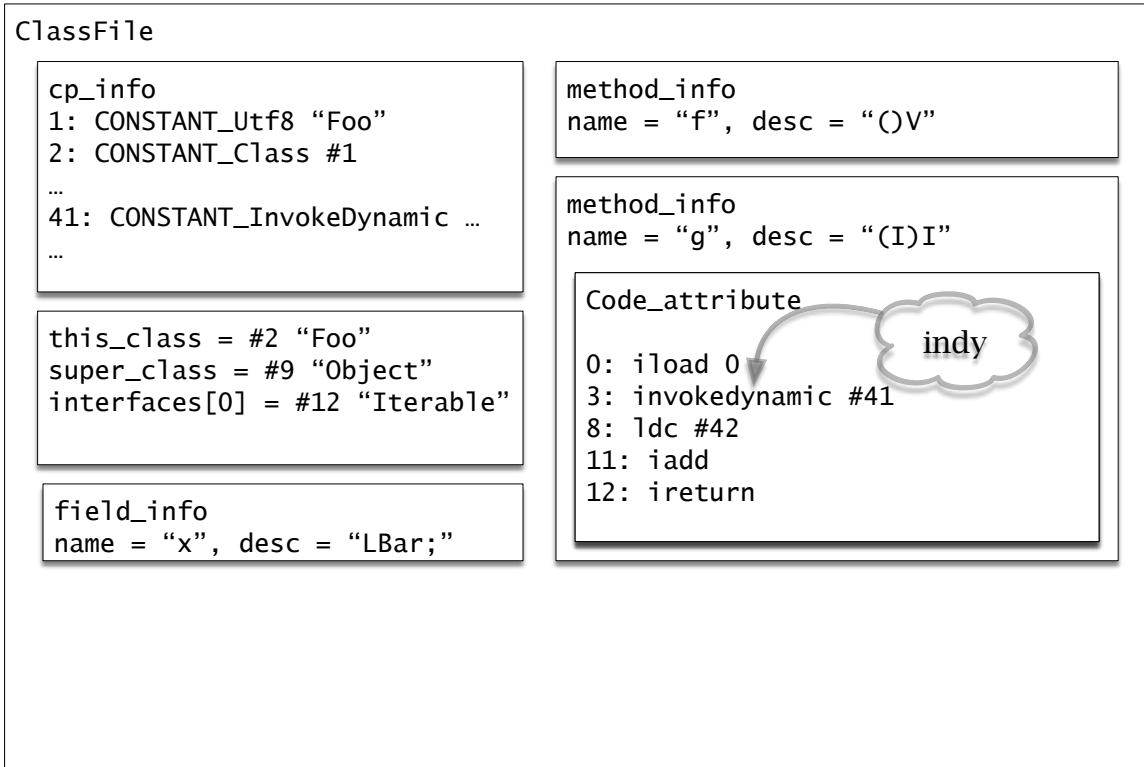 ClassFile
cp_info
1: CONSTANT_Utf8 “Foo”
2: CONSTANT_Class #1
…
41: CONSTANT_InvokeDynamic …
…
this_class = #2 “Foo”
super_class = #9 “Object”
interfaces[0] = #12 “Iterable”
field_info
name = “x”, desc = “LBar;”
method_info
name = “f”, desc = “()V”
method_info
name = “g”, desc = “(I)I”
Code_attribute
indy
0: iload 0
3: invokedynamic #41
8: ldc #42
11: iadd
12: ireturn